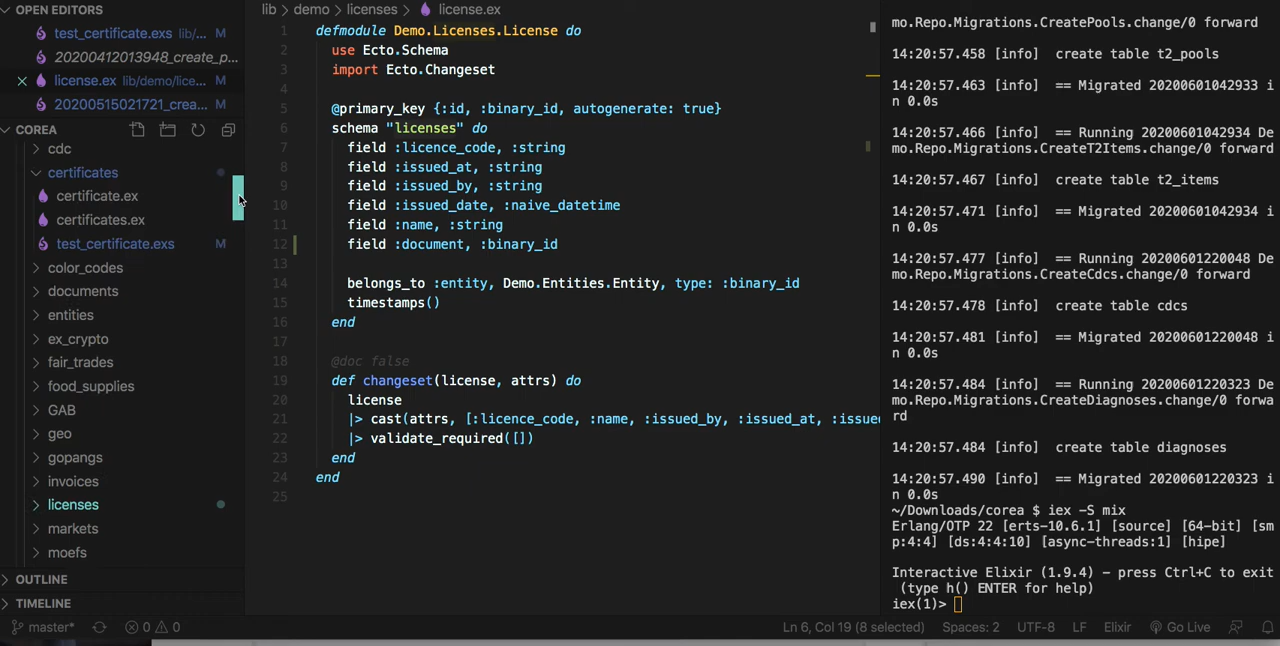 OPEN EDITORS
test_certificate.exs lib/... M
20200412013948_create_p...
license.ex lib/demo/lice... M
20200515021721_crea... M
COREA
cdc
certificates
certificate.ex
certificates.ex
test_certificate.exs M
color_codes
documents
entities
ex_crypto
fair_trades
food_supplies
GAB
geo
gopangs
invoices
licenses
markets
moefs
OUTLINE
TIMELINE
lib > demo > licenses > license.ex
1 defmodule Demo.Licenses.License do
2 use Ecto.Schema
3 import Ecto.Changeset
4
5 @primary_key {:id, :binary_id, autogenerate: true}
6 schema "licenses" do
7 field :licence_code, :string
8 field :issued_at, :string
9 field :issued_by, :string
10 field :issued_date, :naive_datetime
11 field :name, :string
12 field :document, :binary_id
13
14 belongs_to :entity, Demo.Entities.Entity, type: :binary_id
15 timestamps()
16 end
17
18 @doc false
19 def changeset(license, attrs) do
20 license
21 |> cast(attrs, [:licence_code, :name, :issued_by, :issued_at, :issue
22 |> validate_required([])
23 end
24 end
25
mo.Repo.Migrations.CreatePools.change/0 forward
14:20:57.458 [info] create table t2_pools
14:20:57.463 [info] == Migrated 20200601042933 i
n 0.0s
14:20:57.466 [info] == Running 20200601042934 De
mo.Repo.Migrations.CreateT2Items.change/0 forward
14:20:57.467 [info] create table t2_items
14:20:57.471 [info] == Migrated 20200601042934 i
n 0.0s
14:20:57.477 [info] == Running 20200601220048 De
mo.Repo.Migrations.CreateCdcs.change/0 forward
14:20:57.478 [info] create table cdcs
14:20:57.481 [info] == Migrated 20200601220048 i
n 0.0s
14:20:57.484 [info] == Running 20200601220323 De
mo.Repo.Migrations.CreateDiagnoses.change/0 forwa
rd
14:20:57.484 [info] create table diagnoses
14:20:57.490 [info] == Migrated 20200601220323 i
n 0.0s
~/Downloads/corea $ iex -S mix
Erlang/OTP 22 [erts-10.6.1] [source] [64-bit] [sm
p:4:4] [ds:4:4:10] [async-threads:1] [hipe]
Interactive Elixir (1.9.4) - press Ctrl+C to exit
(type h() ENTER for help)
iex(1)>
master* 0 0 Ln 6, Col 19 (8 selected) Spaces: 2 UTF-8 LF Elixir Go Live